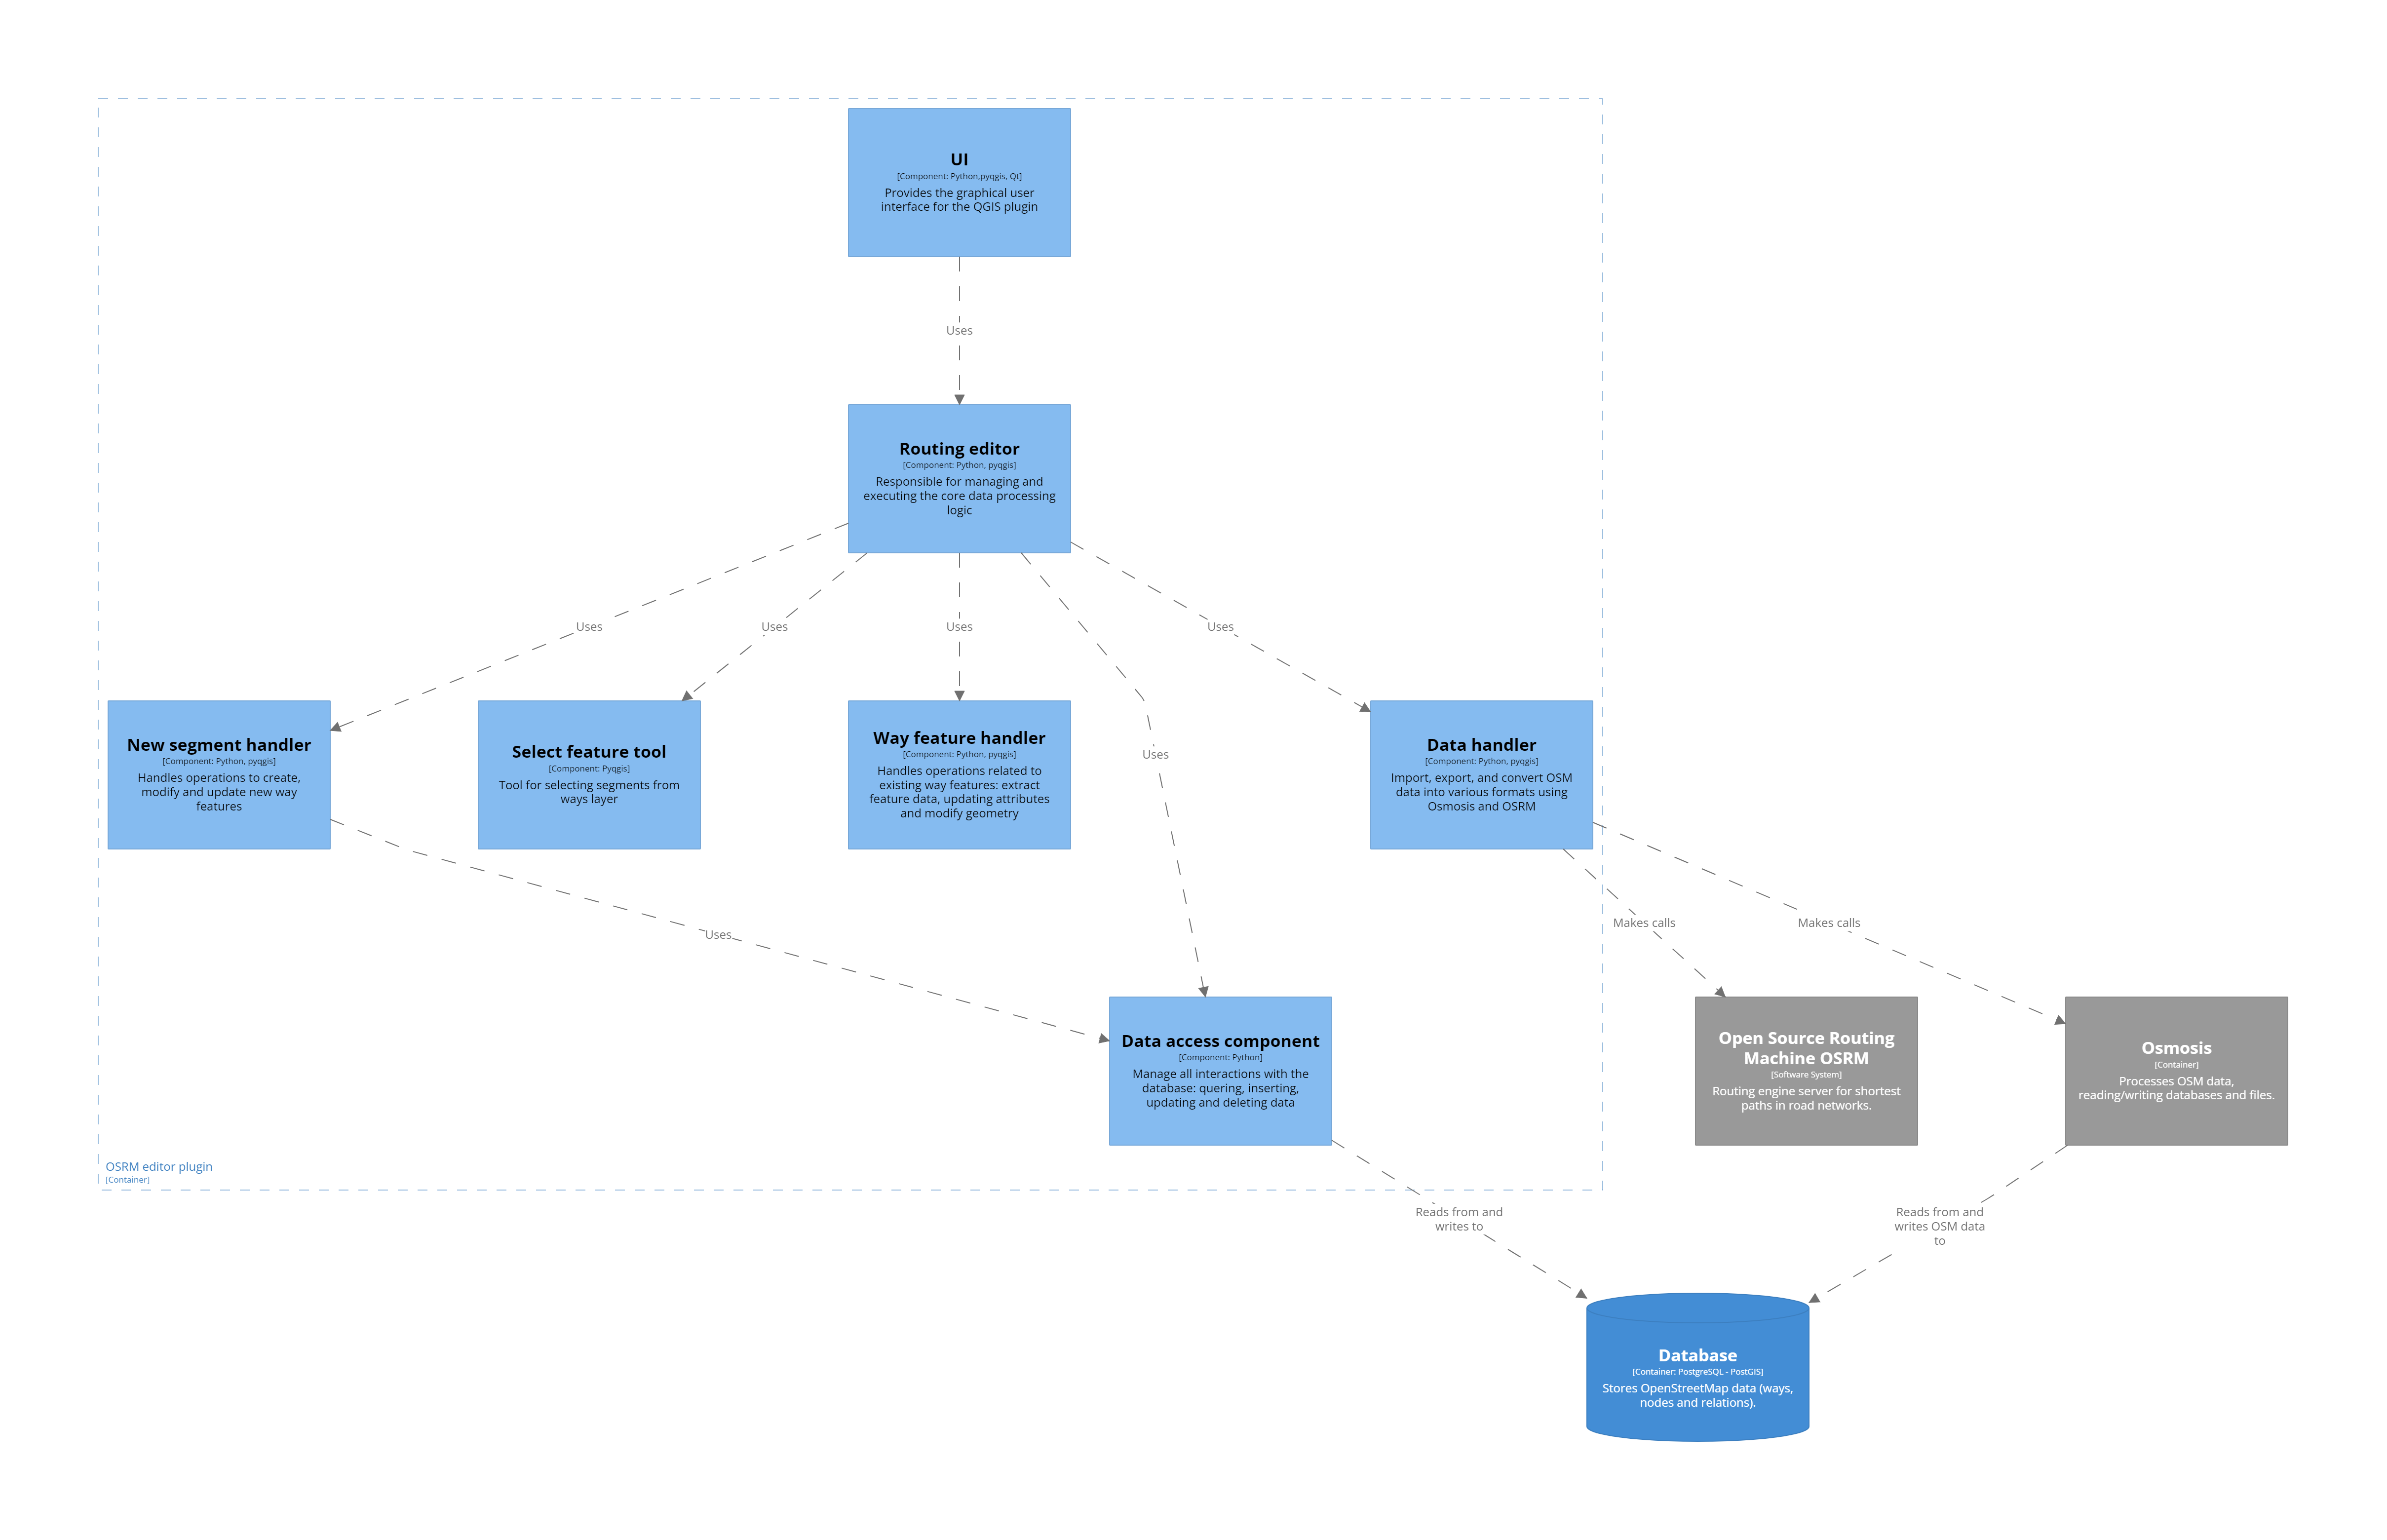 UI
[Component: Python,pyqgis, Qt]
Provides the graphical user
interface for the QGIS plugin
Uses
Routing editor
[Component: Python, pyqgis]
Responsible for managing and
executing the core data processing
logic
Uses
Uses
Uses
Uses
Uses
New segment handler
[Component: Python, pyqgis]
Handles operations to create,
modify and update new way
features
Select feature tool
[Component: Pyqgis]
Tool for selecting segments from
ways layer
Way feature handler
[Component: Python, pyqgis]
Handles operations related to
existing way features: extract
feature data, updating attributes
and modify geometry
Data handler
[Component: Python, pyqgis]
Import, export, and convert OSM
data into various formats using
Osmosis and OSRM
Uses
Makes calls
Makes calls
Data access component
[Component: Python]
Manage all interactions with the
database: quering, inserting,
updating and deleting data
Open Source Routing
Machine OSRM
[Software System]
Routing engine server for shortest
paths in road networks.
Osmosis
[Container]
Processes OSM data,
reading/writing databases and files.
OSRM editor plugin
[Container]
Reads from and
writes to
Reads from and
writes OSM data
to
Database
[Container: PostgreSQL - PostGIS]
Stores OpenStreetMap data (ways,
nodes and relations).